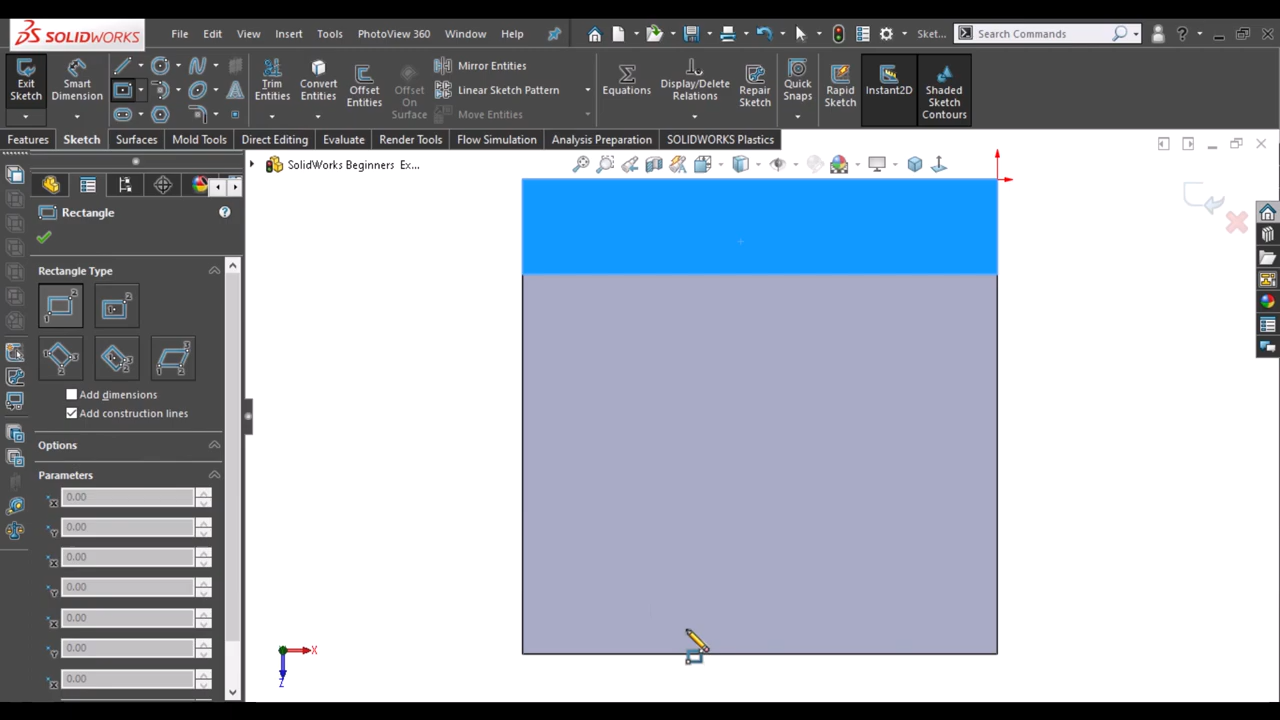 SOLIDWORKS File Edit View Insert Tools PhotoView 360 Window Help Sket... Search Commands
Exit Sketch
Smart Dimension
Trim Entities
Convert Entities
Offset Entities
Offset On Surface
Mirror Entities
Linear Sketch Pattern
Move Entities
Equations
Display/Delete Relations
Repair Sketch
Quick Snaps
Rapid Sketch
Instant2D
Shaded Sketch Contours
Features Sketch Surfaces Mold Tools Direct Editing Evaluate Render Tools Flow Simulation Analysis Preparation SOLIDWORKS Plastics
SolidWorks Beginners Ex...
Rectangle
Rectangle Type
Add dimensions
Add construction lines
Options
Parameters
0.00
0.00
0.00
0.00
0.00
0.00
0.00
X
Z